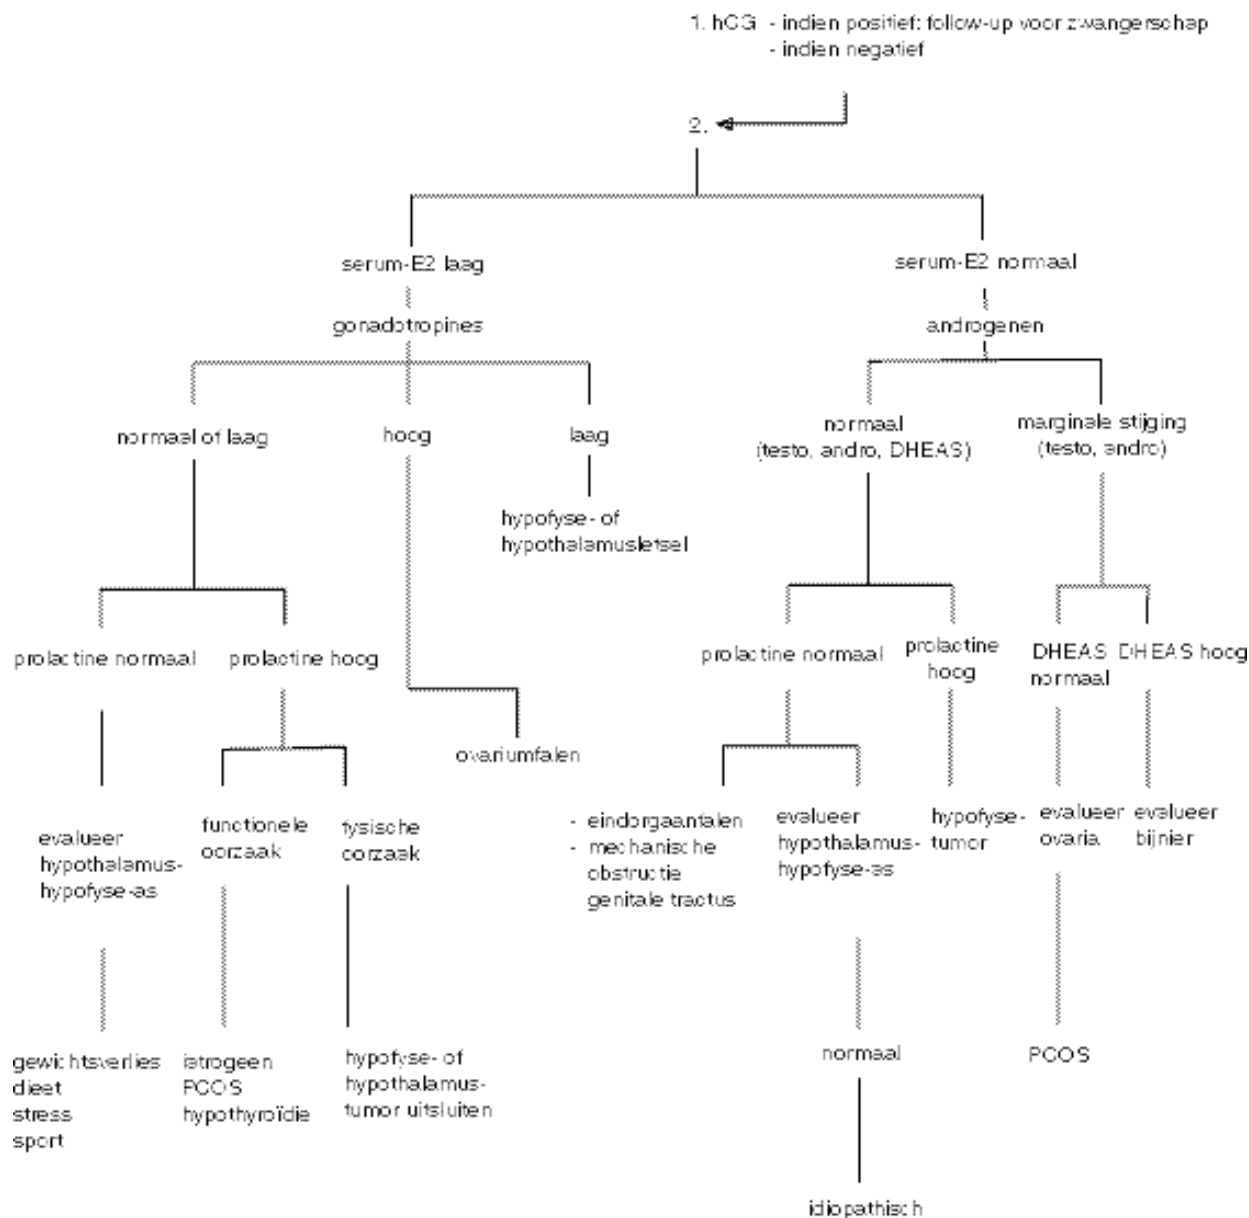 1. hCG - indien positief: follow-up voor zwangerschap
- indien negatief
2.
serum-E2 laag
serum-E2 normaal
gonadotropines
androgenen
normaal of laag
hoog
laag
normaal
(testo, andro, DHEAS)
marginale stijging
(testo, andro)
hypofyse- of
hypothalamusletsel
prolactine normaal
prolactine hoog
prolactine normaal
prolactine
hoog
DHEAS
normaal
DHEAS hoog
ovariumfalen
evalueer
hypothalamus-
hypofyse-as
functionele
oorzaak
fysische
oorzaak
- eindorgaanfalen
- mechanische
obstructie
genitale tractus
evalueer
hypothalamus-
hypofyse-as
hypofyse-
tumor
evalueer
ovaria
evalueer
bijnier
gewichtsverlies
dieet
stress
sport
iatrogeen
PCOS
hypothyroïdie
hypofyse- of
hypothalamus-
tumor uitsluiten
normaal
PCOS
idiopathisch